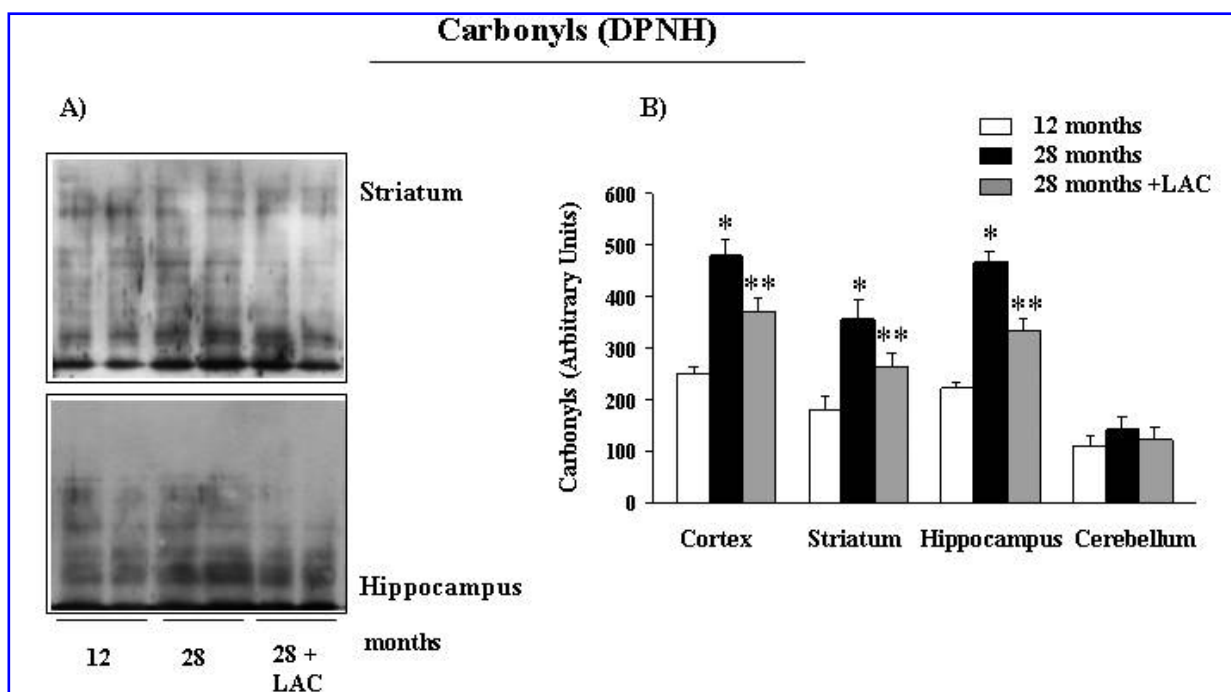 Carbonyls (DPNH)
A)
Striatum
Hippocampus
months
12
28
28 +
LAC
B)
12 months
28 months
28 months +LAC
Carbonyls (Arbitrary Units)
600
500
400
300
200
100
0
*
**
*
**
*
**
Cortex
Striatum
Hippocampus
Cerebellum